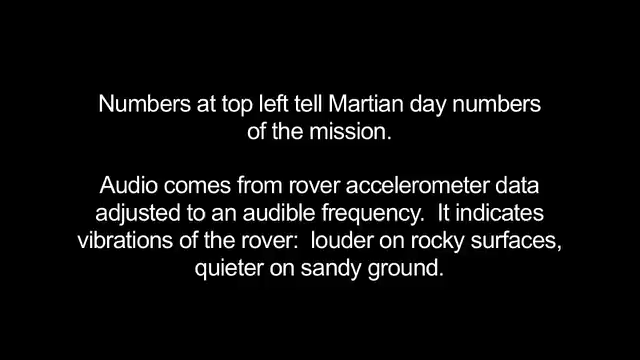 Numbers at top left tell Martian day numbers
of the mission.
Audio comes from rover accelerometer data
adjusted to an audible frequency.  It indicates
vibrations of the rover:  louder on rocky surfaces,
quieter on sandy ground.